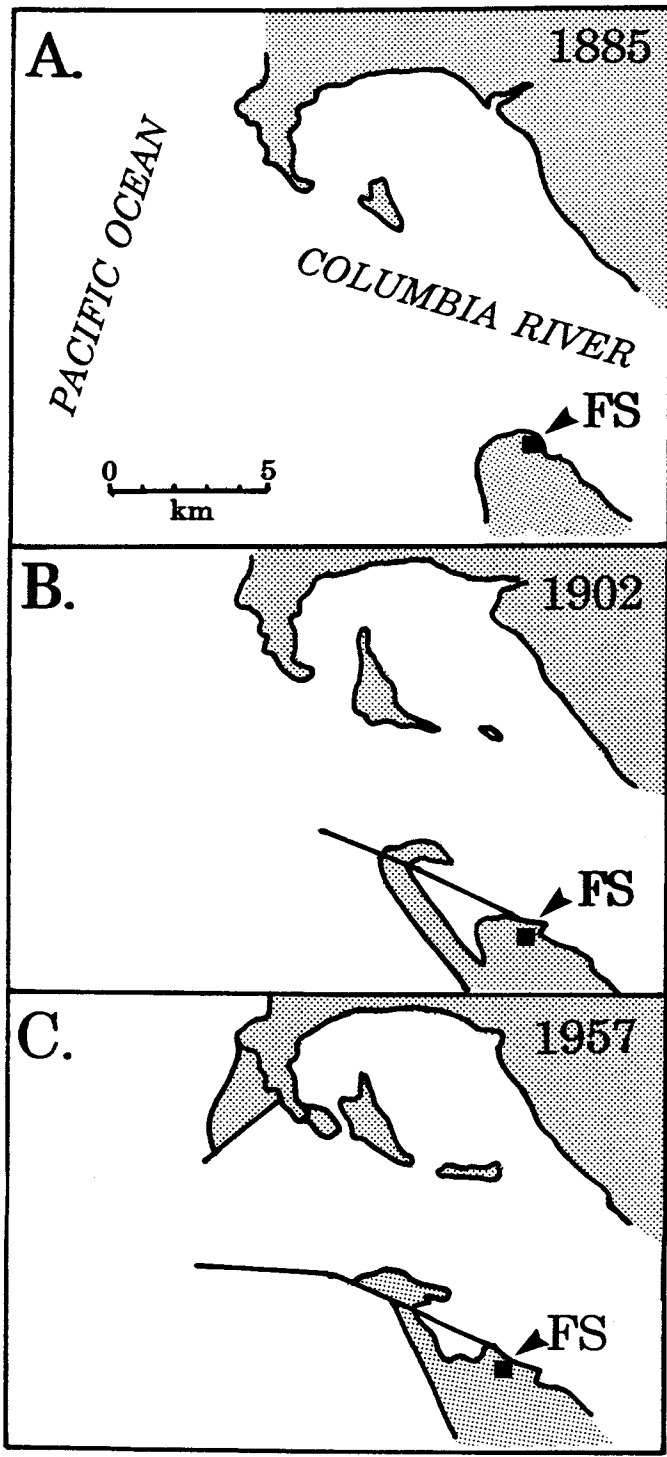 A.
1885
PACIFIC OCEAN
COLUMBIA RIVER
FS
0 5
km
B.
1902
FS
C.
1957
FS